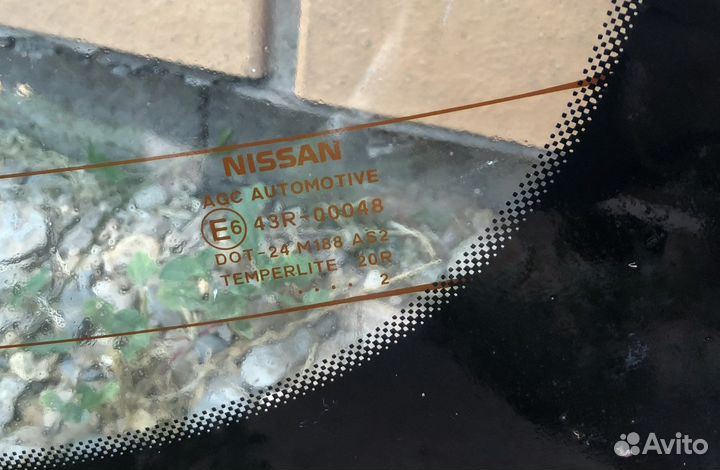 NISSAN
AGC AUTOMOTIVE
E6 43R-00048
DOT-24 M188 AS2
TEMPERLITE 20R
.... 2
Avito